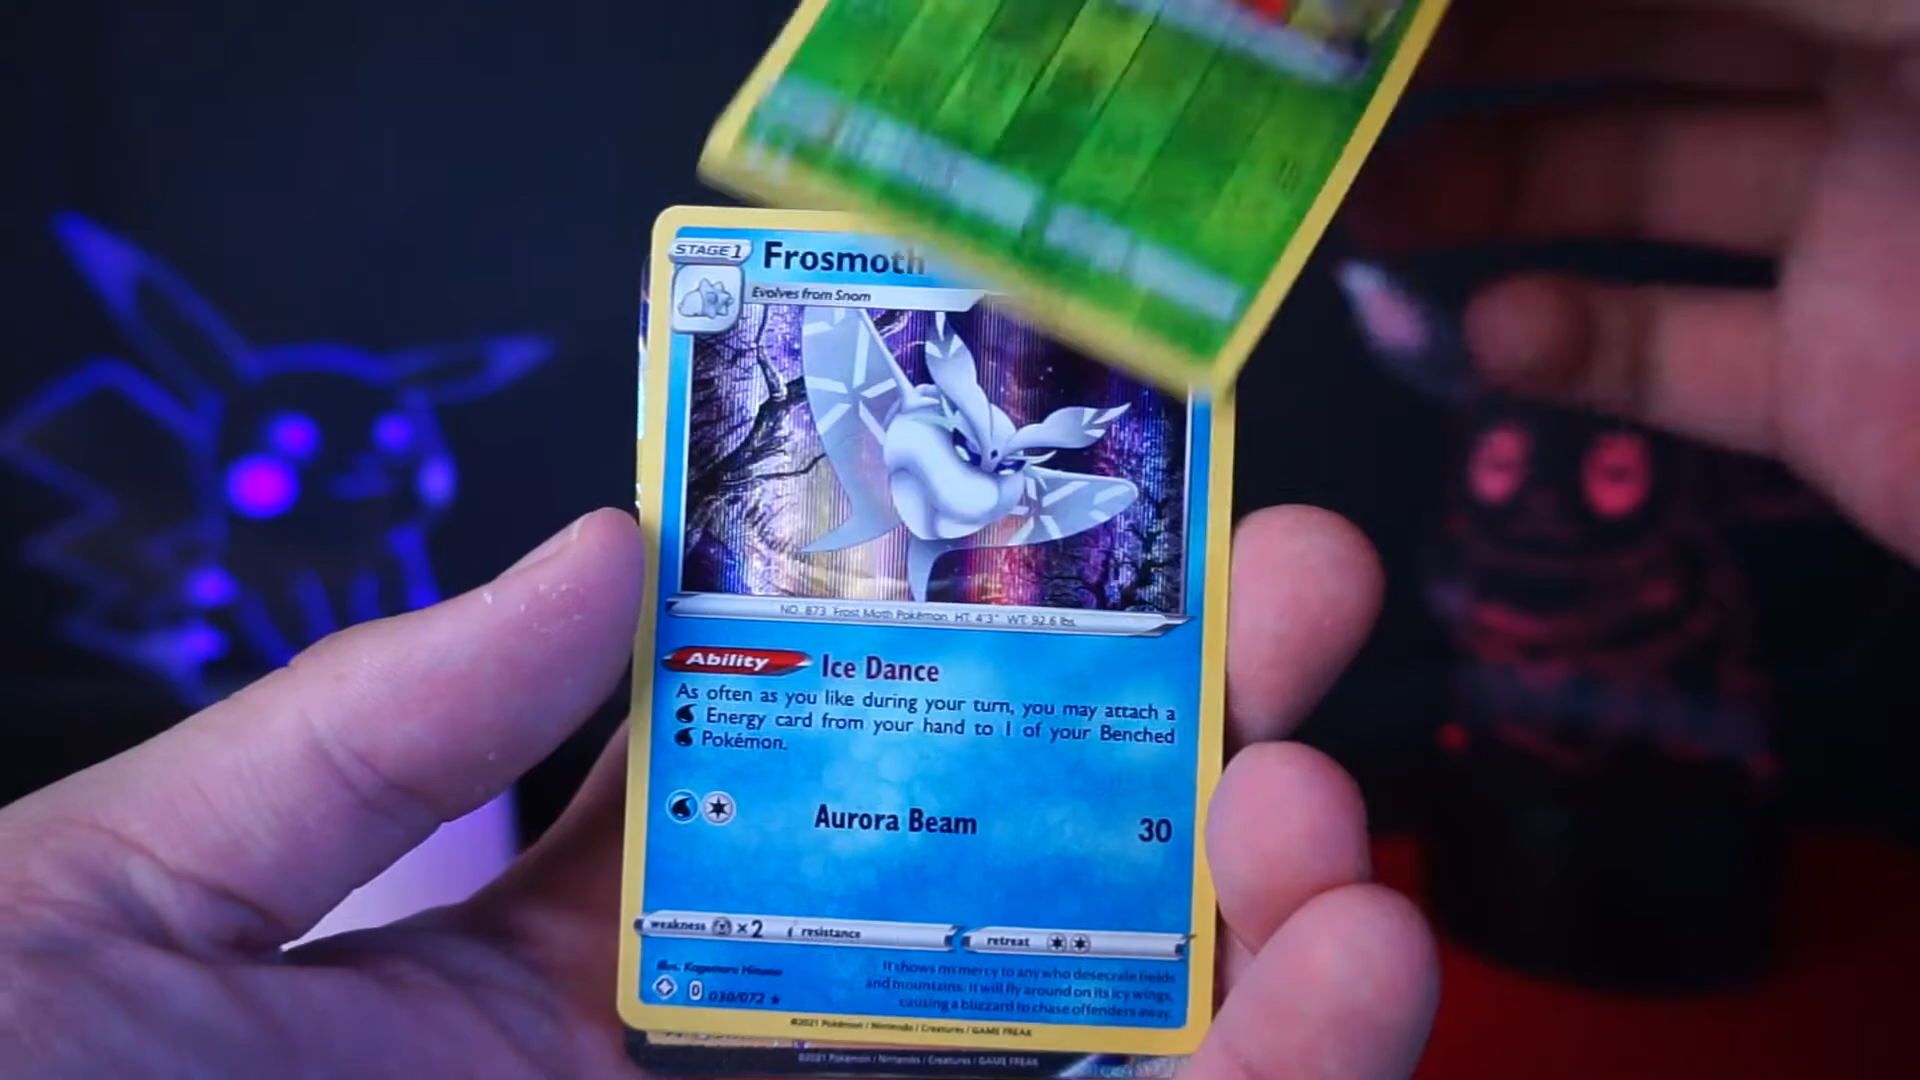 STAGE 1
Frosmoth
Evolves from Snom
NO. 873 Frost Moth Pokémon HT: 4'3" WT: 92.6 lbs.
Ability Ice Dance
As often as you like during your turn, you may attach a
Energy card from your hand to 1 of your Benched
Pokémon.
Aurora Beam 30
weakness ×2 resistance
retreat
Illus. Kagemaru Himeno
D 030/072 ★
It shows no mercy to any who desecrate fields
and mountains. It will fly around on its icy wings,
causing a blizzard to chase offenders away.
©2021 Pokémon / Nintendo / Creatures / GAME FREAK
©2021 Pokémon / Nintendo / Creatures / GAME FREAK